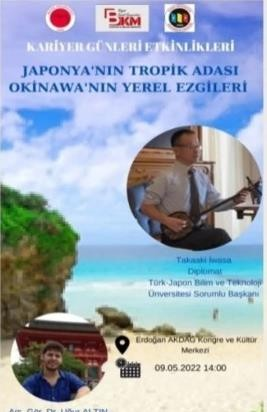 BKM
KARİYER GÜNLERİ ETKİNLİKLERİ
JAPONYA'NIN TROPİK ADASI
OKİNAWA'NIN YEREL EZGİLERİ
Takaaki Iwasa
Diplomat
Türk-Japon Bilim ve Teknoloji
Ünversitesi Sorumlu Başkanı
Erdoğan AKDAĞ Kongre ve Kültür
Merkezi
09.05.2022 14:00
Arş. Gör. Dr. Uğur ALTIN